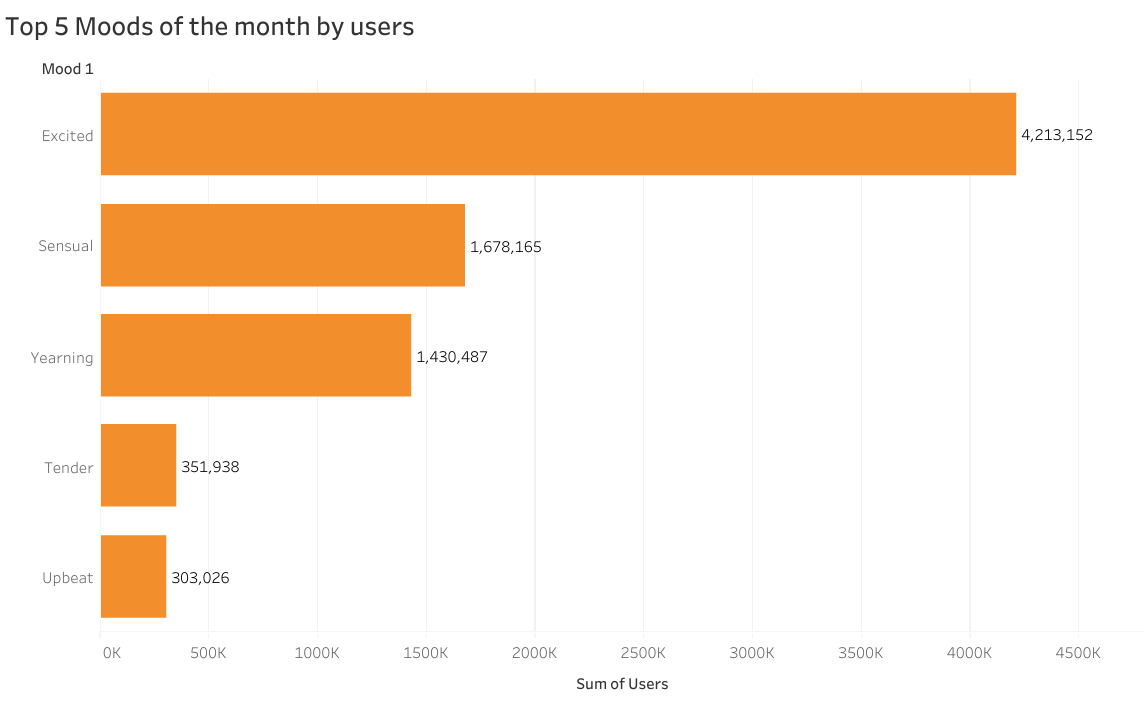 Top 5 Moods of the month by users
Mood 1
Excited 4,213,152
Sensual 1,678,165
Yearning 1,430,487
Tender 351,938
Upbeat 303,026
0K 500K 1000K 1500K 2000K 2500K 3000K 3500K 4000K 4500K
Sum of Users